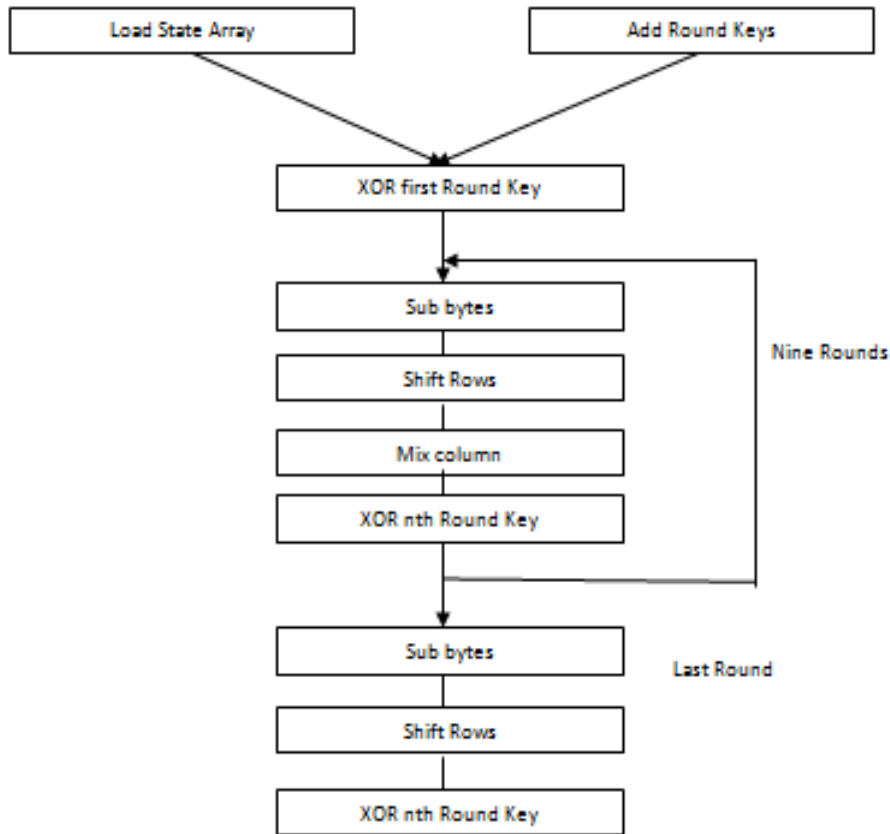 Load State Array
Add Round Keys
XOR first Round Key
Sub bytes
Nine Rounds
Shift Rows
Mix column
XOR nth Round Key
Sub bytes
Last Round
Shift Rows
XOR nth Round Key